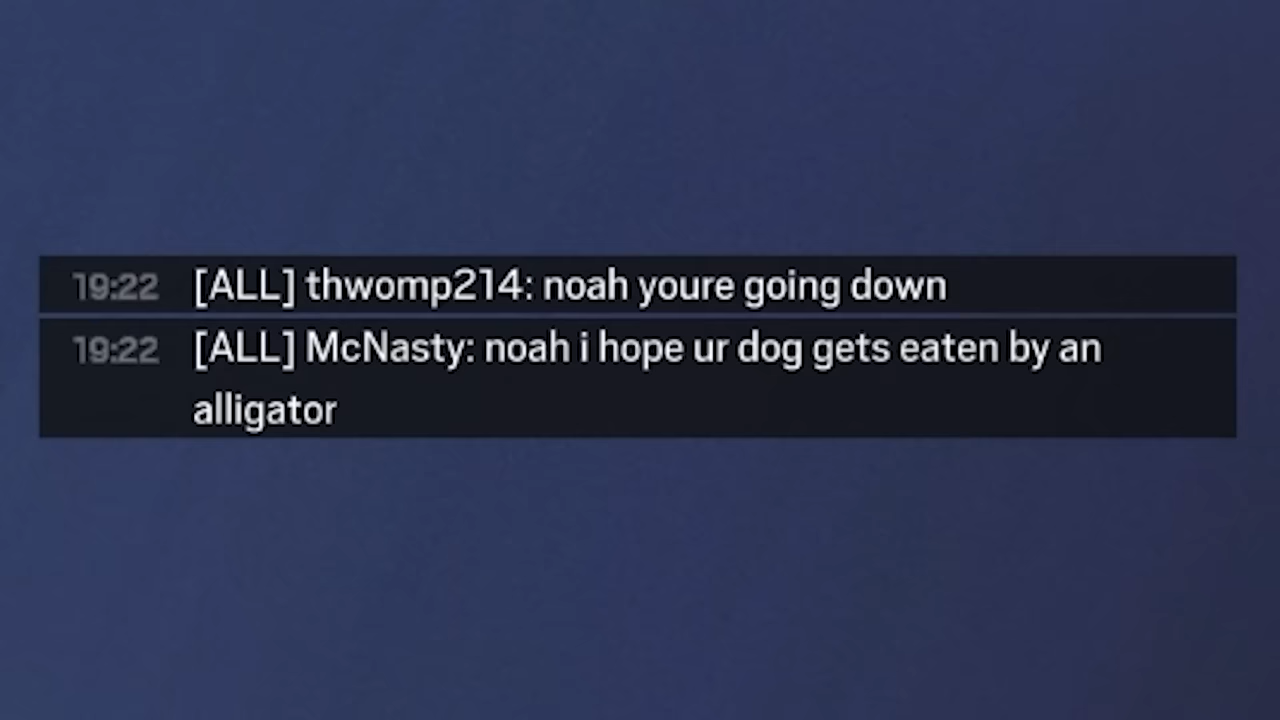 19:22 [ALL] thwomp214: noah youre going down
19:22 [ALL] McNasty: noah i hope ur dog gets eaten by an
alligator